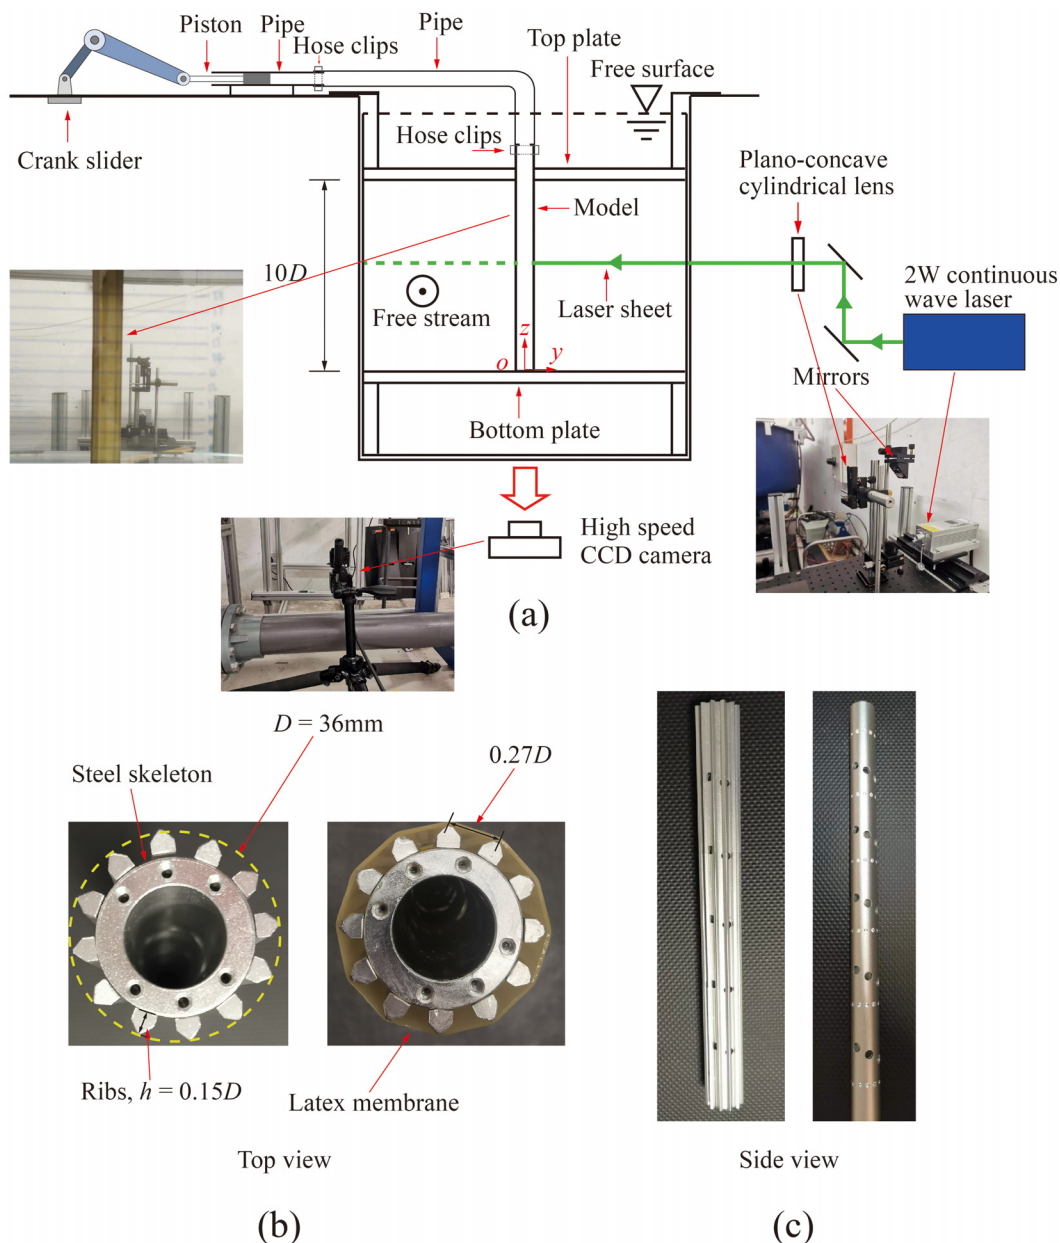 Piston
Pipe
Hose clips
Pipe
Top plate
Free surface
Crank slider
Hose clips
Plano-concave
cylindrical lens
Model
10D
2W continuous
wave laser
Free stream
Laser sheet
z
o
y
Mirrors
Bottom plate
High speed
CCD camera
(a)
D = 36mm
0.27D
Steel skeleton
Ribs, h = 0.15D
Latex membrane
Top view
Side view
(b)
(c)